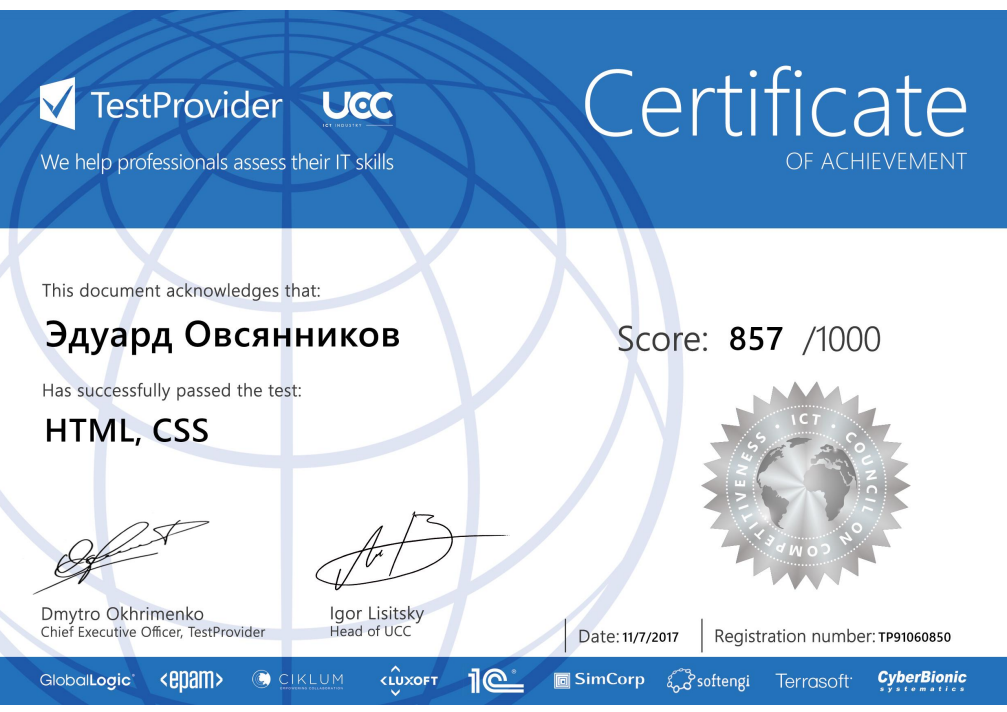 TestProvider
UCC
ICT INDUSTRY
We help professionals assess their IT skills
Certificate
OF ACHIEVEMENT
This document acknowledges that:
Эдуард Овсянников
Score: 857 /1000
Has successfully passed the test:
HTML, CSS
ICT · COUNCIL ON COMPETITIVENESS ·
Dmytro Okhrimenko
Chief Executive Officer, TestProvider
Igor Lisitsky
Head of UCC
Date: 11/7/2017
Registration number: TP91060850
GlobalLogic
<epam>
CIKLUM
<LUXOFT
1C
SimCorp
softengi
Terrasoft
CyberBionic
systematics